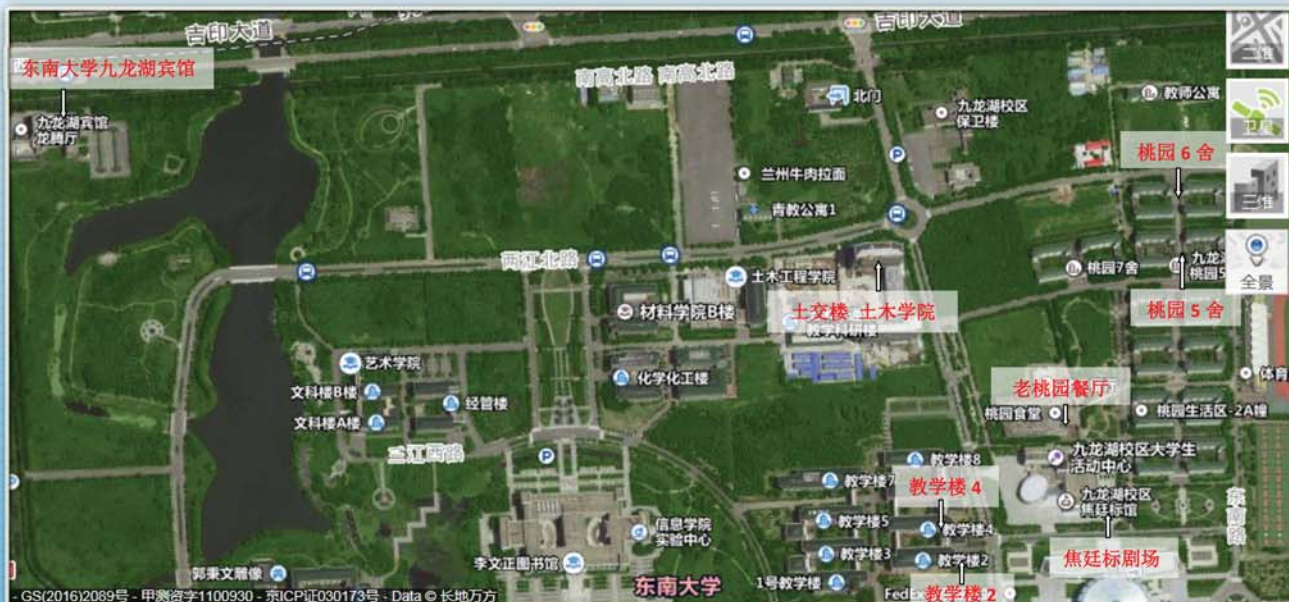 吉印大道
吉印大道
东南大学九龙湖宾馆
九龙湖宾馆
龙腾厅
南高北路 南高北路
北门
九龙湖校区
保卫楼
教师公寓
二维
卫星
三维
全景
兰州牛肉拉面
青教公寓1
桃园 6 舍
两江北路
土木工程学院
桃园7舍
九龙湖
桃园5
桃园 5 舍
材料学院B楼
土交楼 土木学院
教学科研楼
艺术学院
化学化工楼
文科楼B楼
经管楼
文科楼A楼
三江西路
老桃园餐厅
桃园食堂
桃园生活区-2A幢
体育
九龙湖校区大学生
活动中心
教学楼8
教学楼7
教学楼 4
九龙湖校区
焦廷标馆
教学楼5
教学楼4
信息学院
实验中心
李文正图书馆
教学楼3
教学楼2
焦廷标剧场
郭秉文雕像
东南大学
1号教学楼
FedEx
教学楼 2
- GS(2016)2089号 - 甲测资字1100930 - 京ICP证030173号 - Data © 长地万方